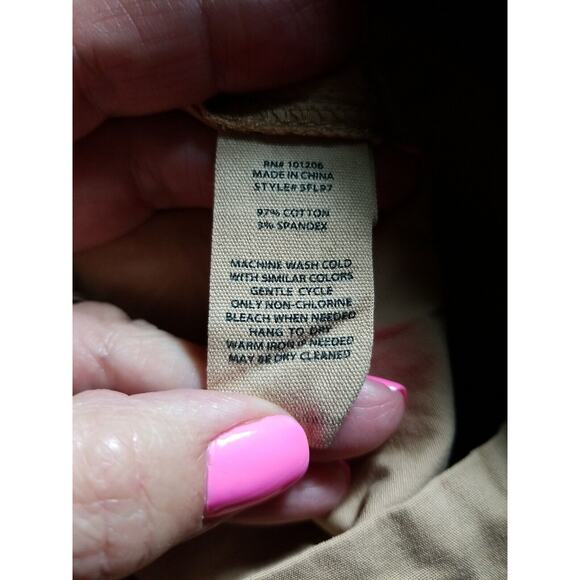 RN# 101206
MADE IN CHINA
STYLE# SFL97
97% COTTON
3% SPANDEX
MACHINE WASH COLD
WITH SIMILAR COLORS
GENTLE CYCLE
ONLY NON-CHLORINE
BLEACH WHEN NEEDED
HANG TO DRY
WARM IRON IF NEEDED
MAY BE DRY CLEANED